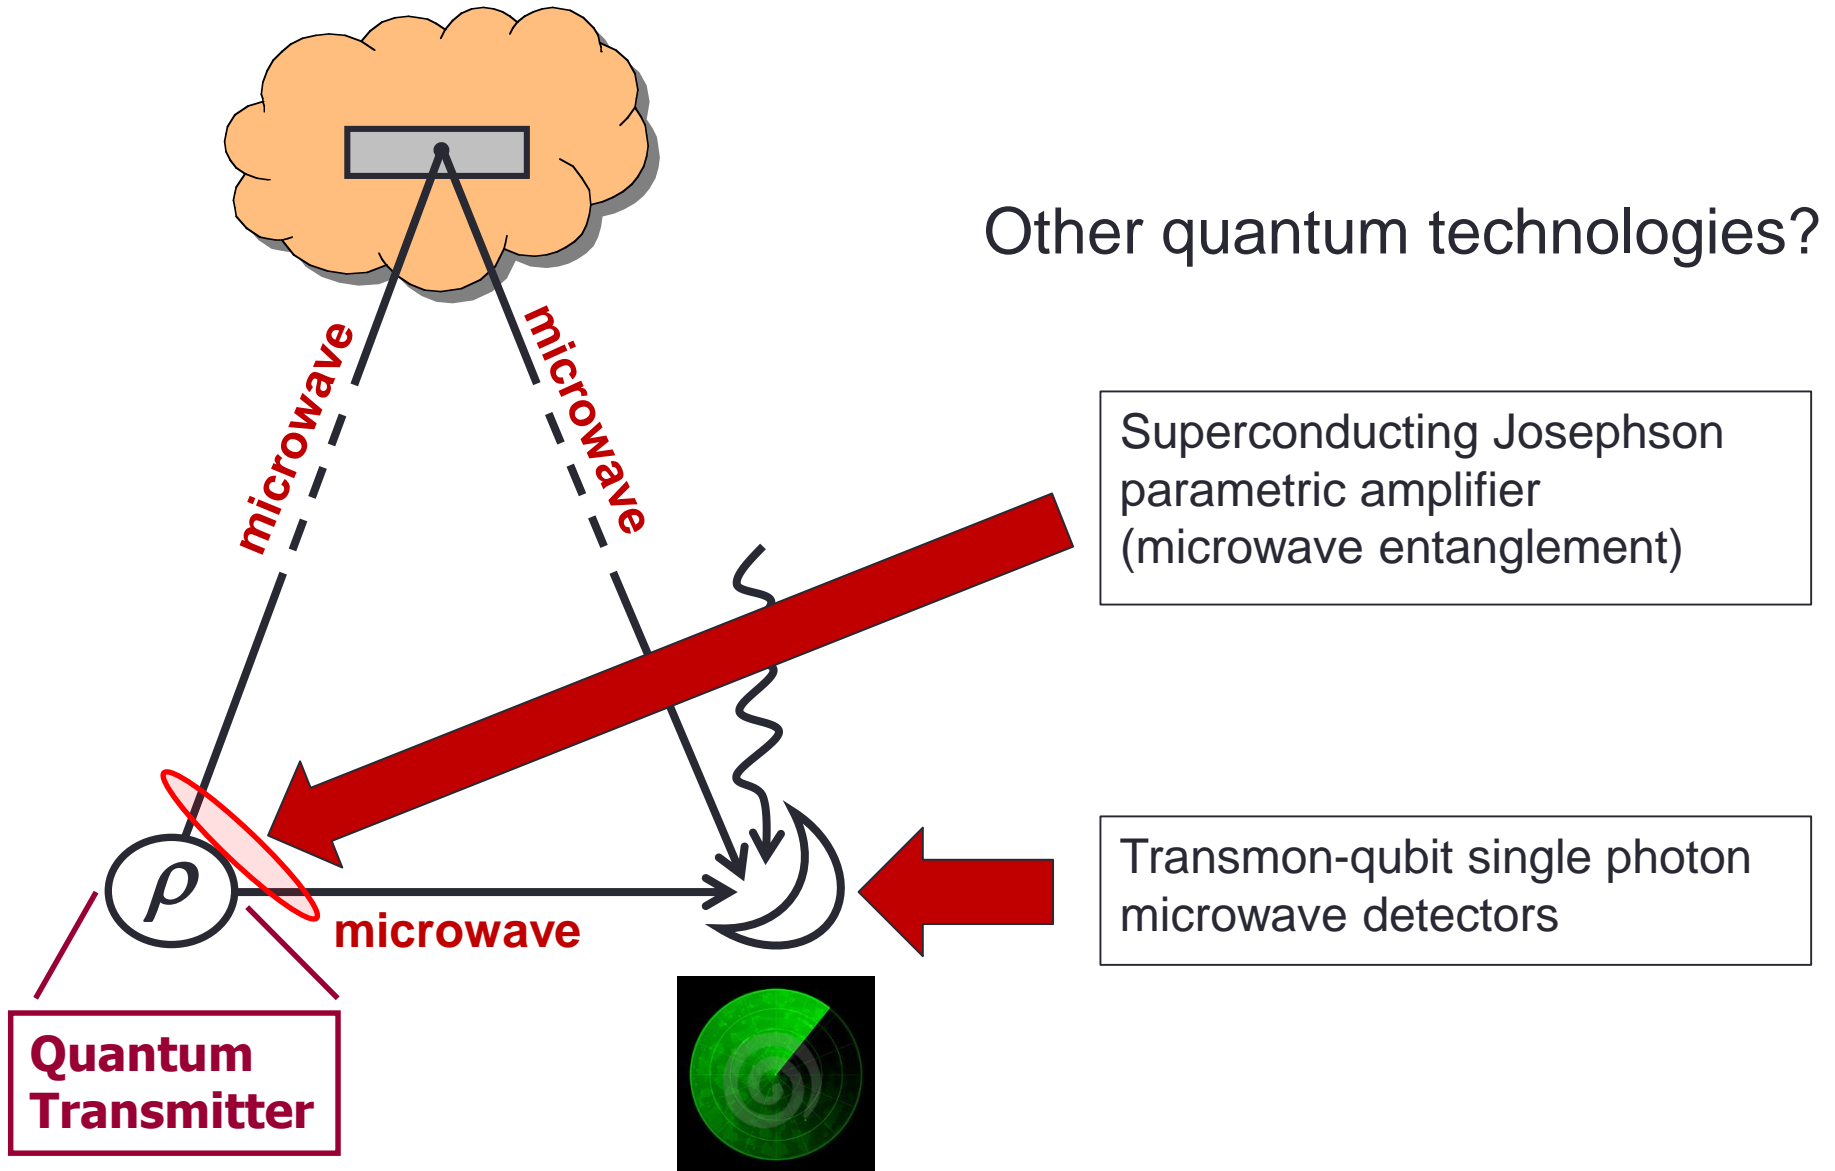 Other quantum technologies?
microwave
microwave
Superconducting Josephson
parametric amplifier
(microwave entanglement)
ρ
microwave
Transmon-qubit single photon
microwave detectors
Quantum
Transmitter